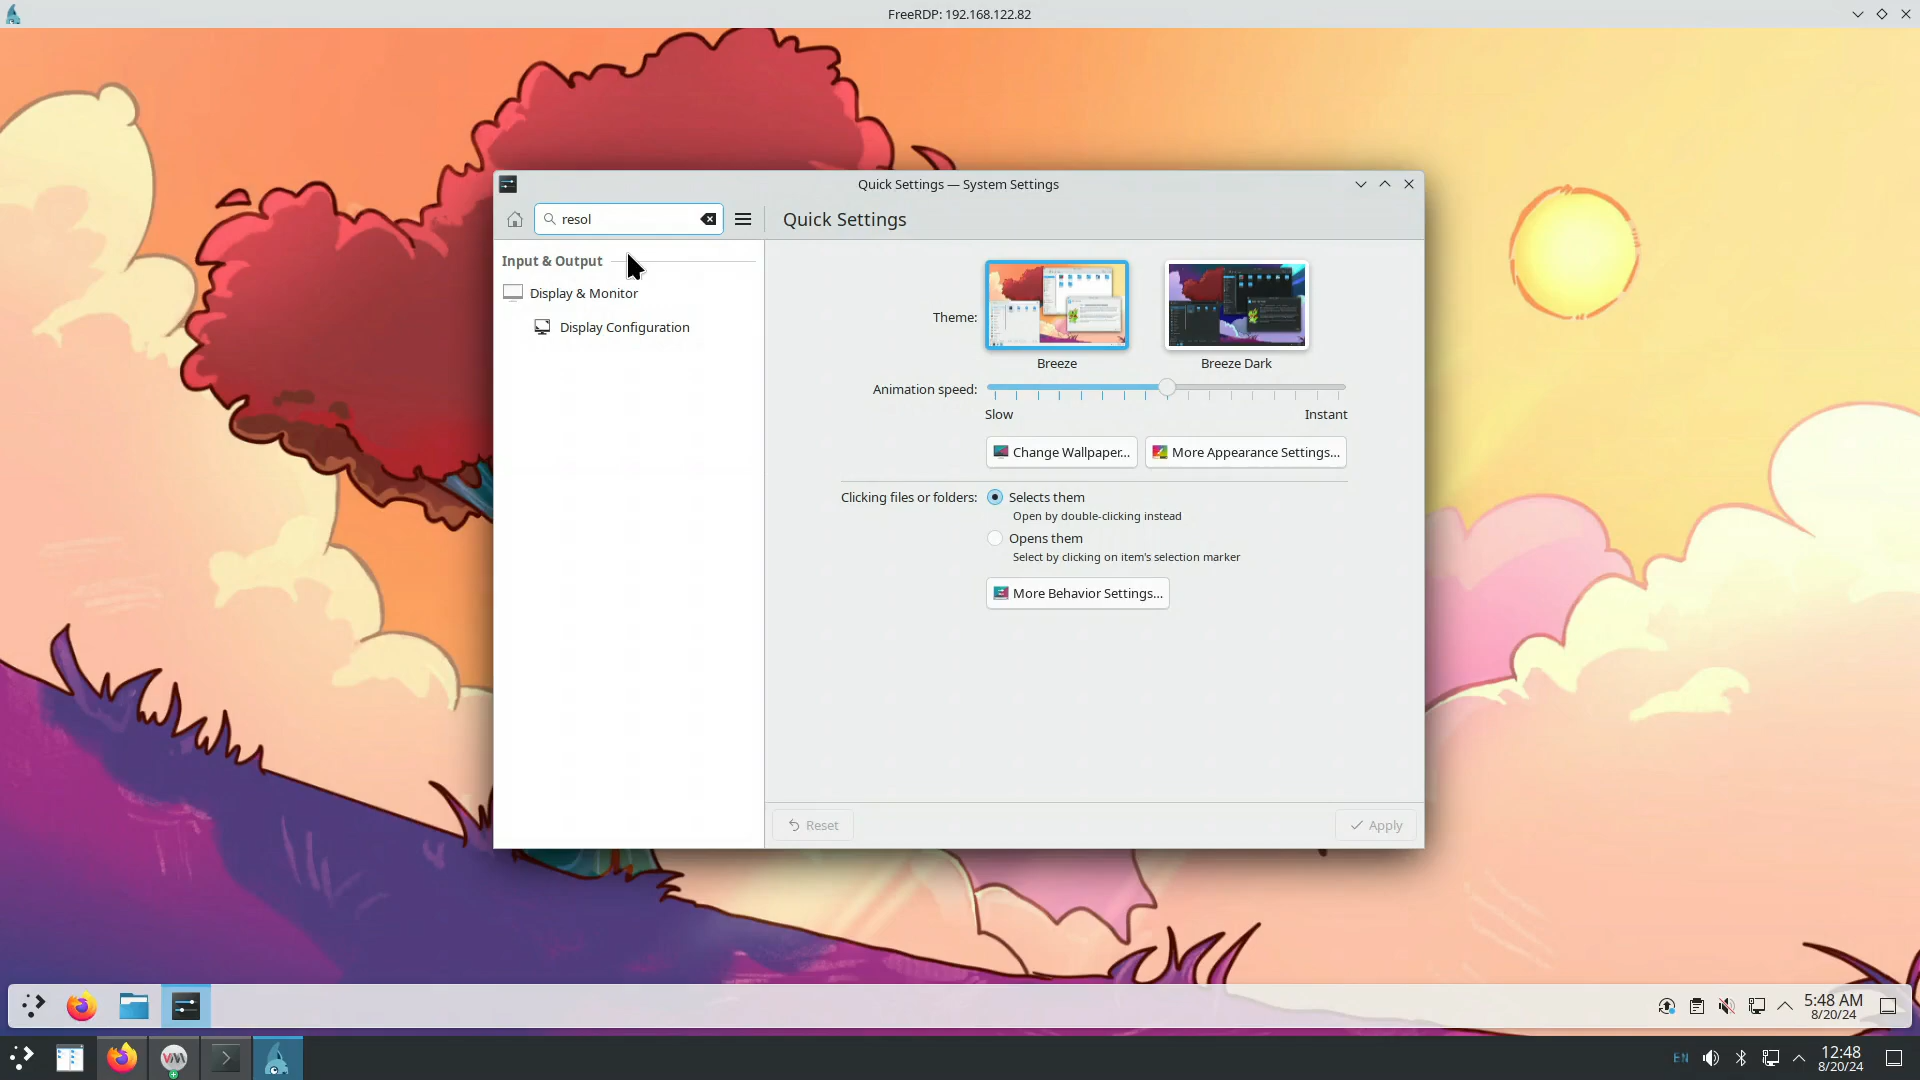 FreeRDP: 192.168.122.82
Quick Settings — System Settings
resol
Quick Settings
Input & Output
Display & Monitor
Display Configuration
Theme:
Breeze
Breeze Dark
Animation speed:
Slow
Instant
Change Wallpaper...
More Appearance Settings...
Clicking files or folders:
Selects them
Open by double-clicking instead
Opens them
Select by clicking on item's selection marker
More Behavior Settings...
Reset
Apply
5:48 AM
8/20/24
EN
12:48
8/20/24